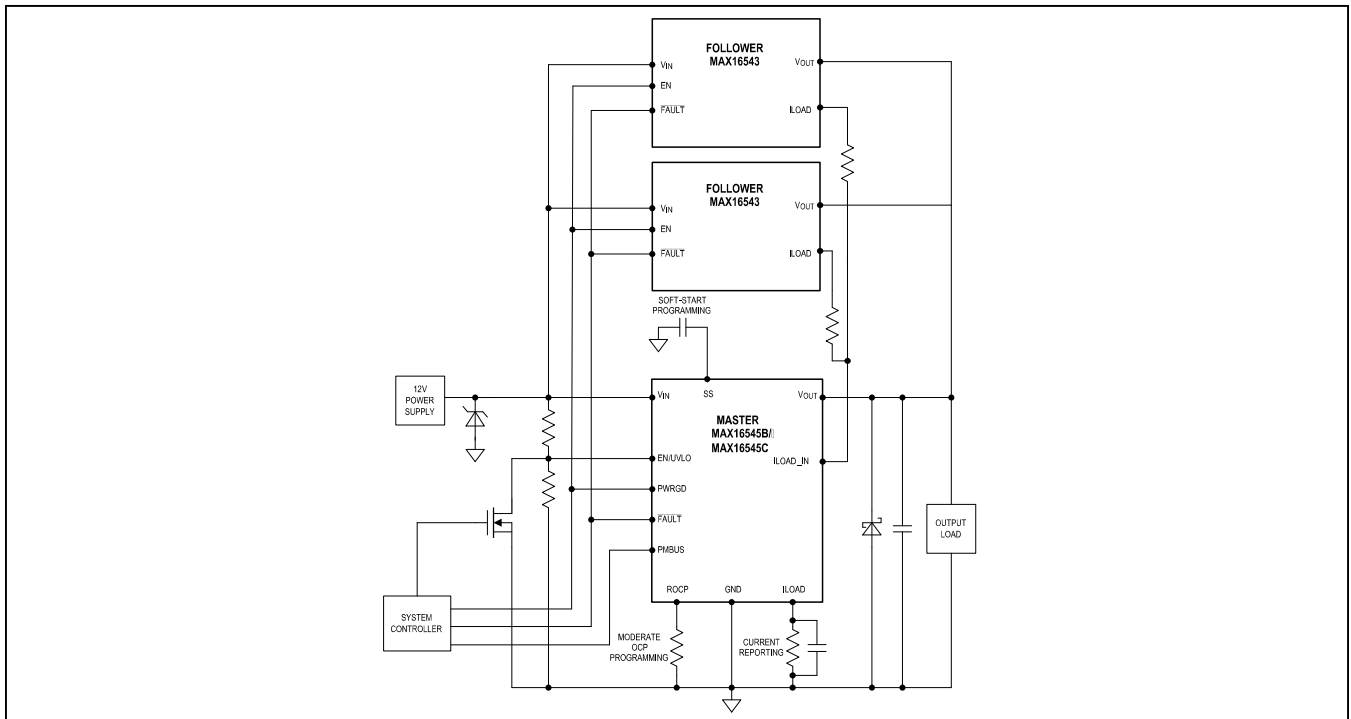 FOLLOWER
MAX16543
VIN
EN
FAULT
VOUT
ILOAD
FOLLOWER
MAX16543
VIN
EN
FAULT
VOUT
ILOAD
SOFT-START
PROGRAMMING
12V
POWER
SUPPLY
VIN
SS
VOUT
MASTER
MAX16545B/
MAX16545C
ILOAD_IN
EN/UVLO
PWRGD
FAULT
PMBUS
OUTPUT
LOAD
ROCP
GND
ILOAD
SYSTEM
CONTROLLER
MODERATE
OCP
PROGRAMMING
CURRENT
REPORTING